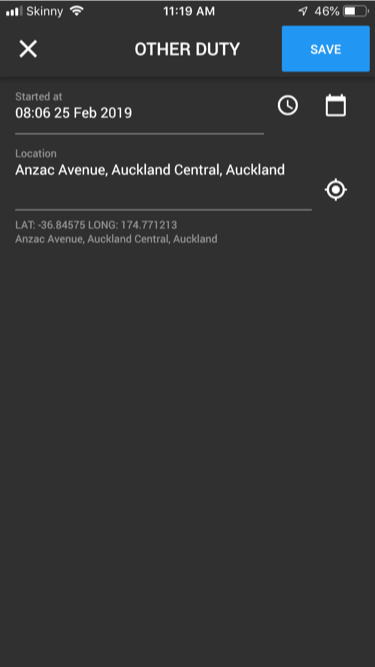 Skinny 11:19 AM 46%
OTHER DUTY SAVE
Started at
08:06 25 Feb 2019
Location
Anzac Avenue, Auckland Central, Auckland
LAT: -36.84575 LONG: 174.771213
Anzac Avenue, Auckland Central, Auckland